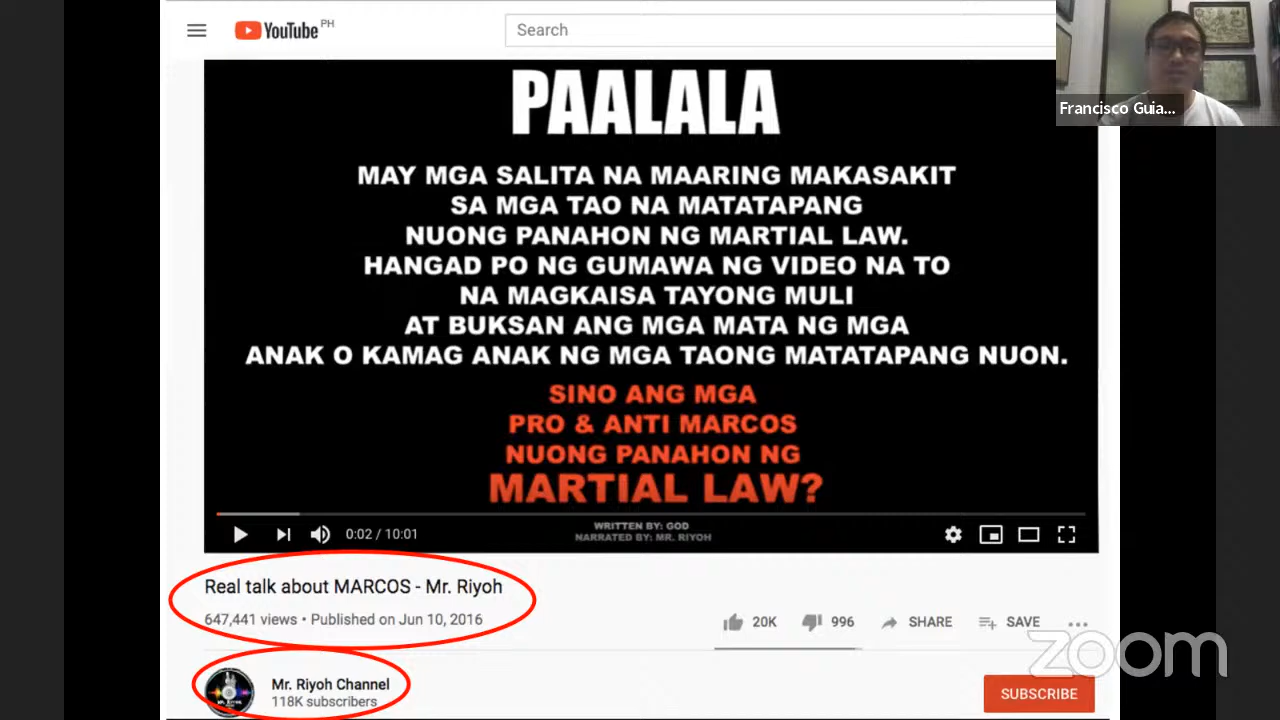 YouTube PH
Search
Francisco Guia...
PAALALA
MAY MGA SALITA NA MAARING MAKASAKIT
SA MGA TAO NA MATATAPANG
NUONG PANAHON NG MARTIAL LAW.
HANGAD PO NG GUMAWA NG VIDEO NA TO
NA MAGKAISA TAYONG MULI
AT BUKSAN ANG MGA MATA NG MGA
ANAK O KAMAG ANAK NG MGA TAONG MATATAPANG NUON.
SINO ANG MGA
PRO & ANTI MARCOS
NUONG PANAHON NG
MARTIAL LAW?
WRITTEN BY: GOD
NARRATED BY: MR. RIYOH
0:02 / 10:01
Real talk about MARCOS - Mr. Riyoh
647,441 views • Published on Jun 10, 2016
20K 996 SHARE SAVE
zoom
Mr. Riyoh Channel
118K subscribers
SUBSCRIBE